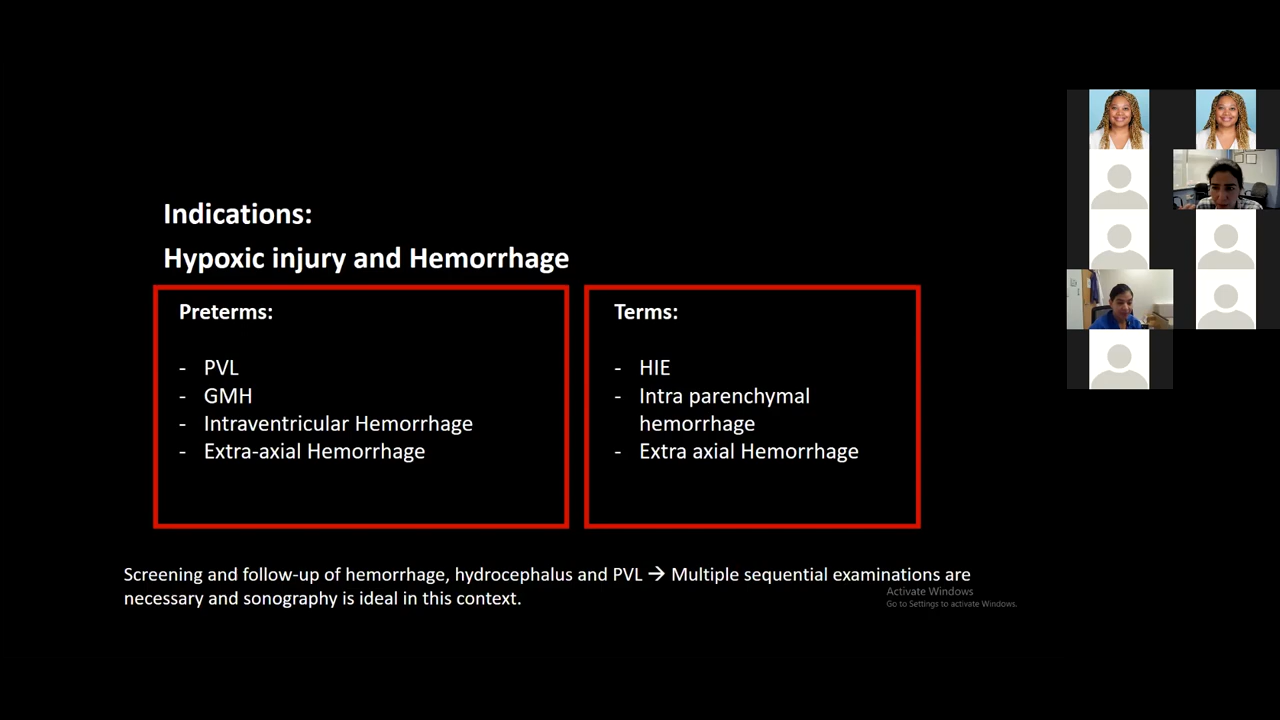 Indications:
Hypoxic injury and Hemorrhage
Preterms:
- PVL
- GMH
- Intraventricular Hemorrhage
- Extra-axial Hemorrhage
Terms:
- HIE
- Intra parenchymal
hemorrhage
- Extra axial Hemorrhage
Screening and follow-up of hemorrhage, hydrocephalus and PVL → Multiple sequential examinations are
necessary and sonography is ideal in this context.
Activate Windows
Go to Settings to activate Windows.